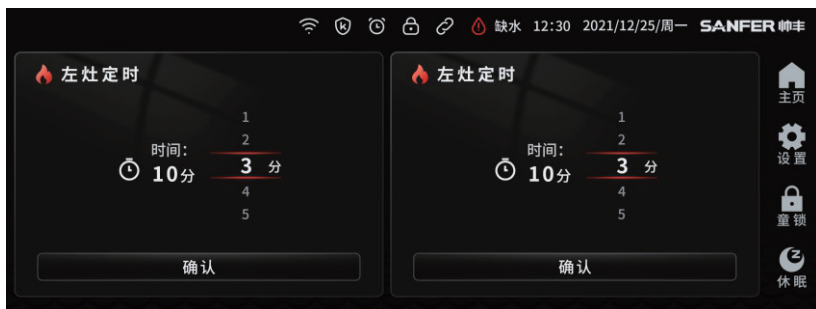 缺水 12:30 2021/12/25/周一 SANFER 帅丰
左灶定时
1
2
时间:
10分
3 分
4
5
确认
左灶定时
1
2
时间:
10分
3 分
4
5
确认
主页
设置
童锁
休眠